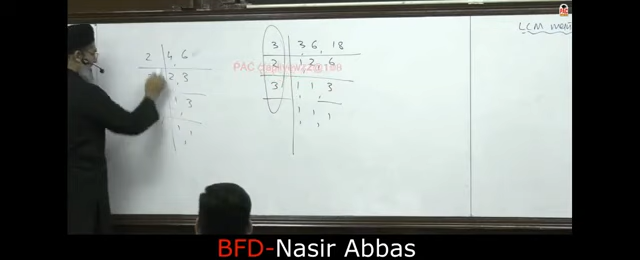 LCM
2 4, 6
2, 3
1, 3
1, 1
3 3, 6, 18
2 1, 2, 6
3 1, 1, 3
1, 1, 1
PAC
BFD-Nasir Abbas